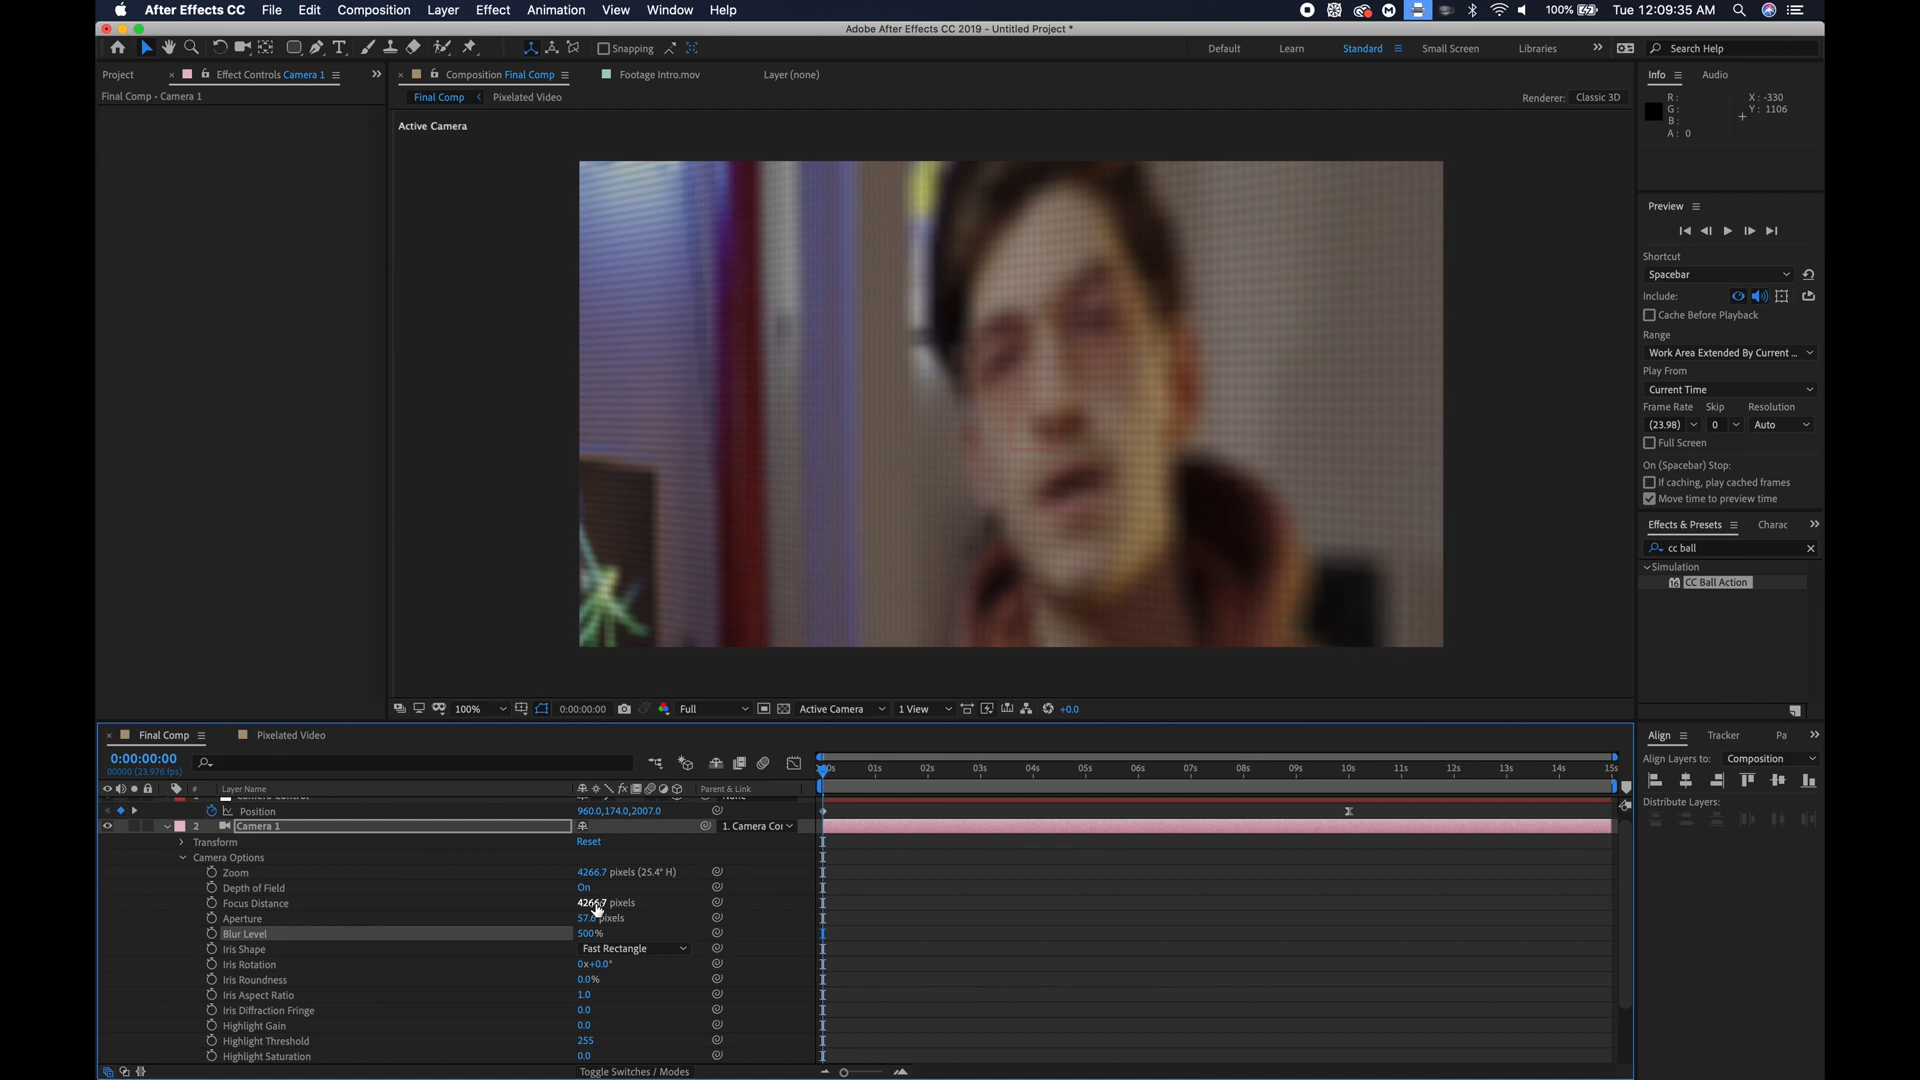 After Effects CC File Edit Composition Layer Effect Animation View Window Help
100% Tue 12:09:35 AM
Adobe After Effects CC 2019 - Untitled Project *
Snapping
Default Learn Standard Small Screen Libraries Search Help
Project Effect Controls Camera 1
Final Comp • Camera 1
Composition Final Comp Footage Intro.mov Layer (none)
Final Comp Pixelated Video
Renderer: Classic 3D
Active Camera
Info Audio
R: X: -330
G: Y: 1106
B:
A: 0
Preview
Shortcut
Spacebar
Include:
Cache Before Playback
Range
Work Area Extended By Current ...
Play From
Current Time
Frame Rate Skip Resolution
(23.98) 0 Auto
Full Screen
On (Spacebar) Stop:
If caching, play cached frames
Move time to preview time
Effects & Presets Charac
cc ball
Simulation
CC Ball Action
100% 0:00:00:00 Full Active Camera 1 View +0.0
Final Comp Pixelated Video
0:00:00:00
00000 (23.976 fps)
# Layer Name Parent & Link
01s 02s 03s 04s 05s 06s 07s 08s 09s 10s 11s 12s 13s 14s 15s
Position 960.0,174.0,2007.0
2 Camera 1 1. Camera Cor
Transform Reset
Camera Options
Zoom 4266.7 pixels (25.4° H)
Depth of Field On
Focus Distance 4266.7 pixels
Aperture pixels
Blur Level 500%
Iris Shape Fast Rectangle
Iris Rotation 0x+0.0°
Iris Roundness 0.0%
Iris Aspect Ratio 1.0
Iris Diffraction Fringe 0.0
Highlight Gain 0.0
Highlight Threshold 255
Highlight Saturation 0.0
Toggle Switches / Modes
Align Tracker Pa
Align Layers to: Composition
Distribute Layers: